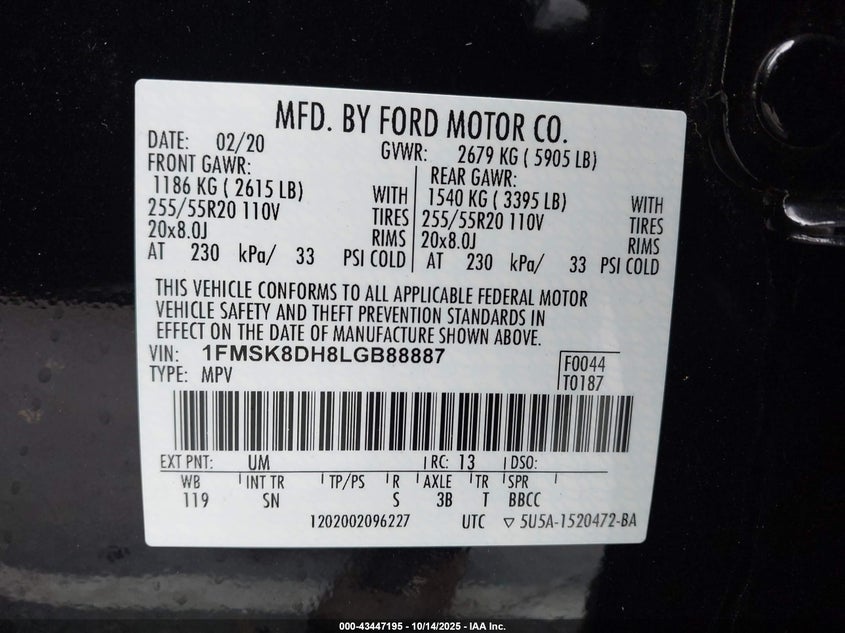 MFD. BY FORD MOTOR CO.
DATE: 02/20 GVWR: 2679 KG ( 5905 LB)
FRONT GAWR: REAR GAWR:
1186 KG ( 2615 LB) WITH 1540 KG ( 3395 LB) WITH
255/55R20 110V TIRES 255/55R20 110V TIRES
20x8.0J RIMS 20x8.0J RIMS
AT 230 kPa/ 33 PSI COLD AT 230 kPa/ 33 PSI COLD
THIS VEHICLE CONFORMS TO ALL APPLICABLE FEDERAL MOTOR
VEHICLE SAFETY AND THEFT PREVENTION STANDARDS IN
EFFECT ON THE DATE OF MANUFACTURE SHOWN ABOVE.
VIN: 1FMSK8DH8LGB88887 F0044
TYPE: MPV T0187
EXT PNT: UM RC: 13 DSO:
WB INT TR TP/PS R AXLE TR SPR
119 SN S 3B T BBCC
1202002096227 UTC ▽ 5U5A-1520472-BA
000-43447195 - 10/14/2025 - IAA Inc.